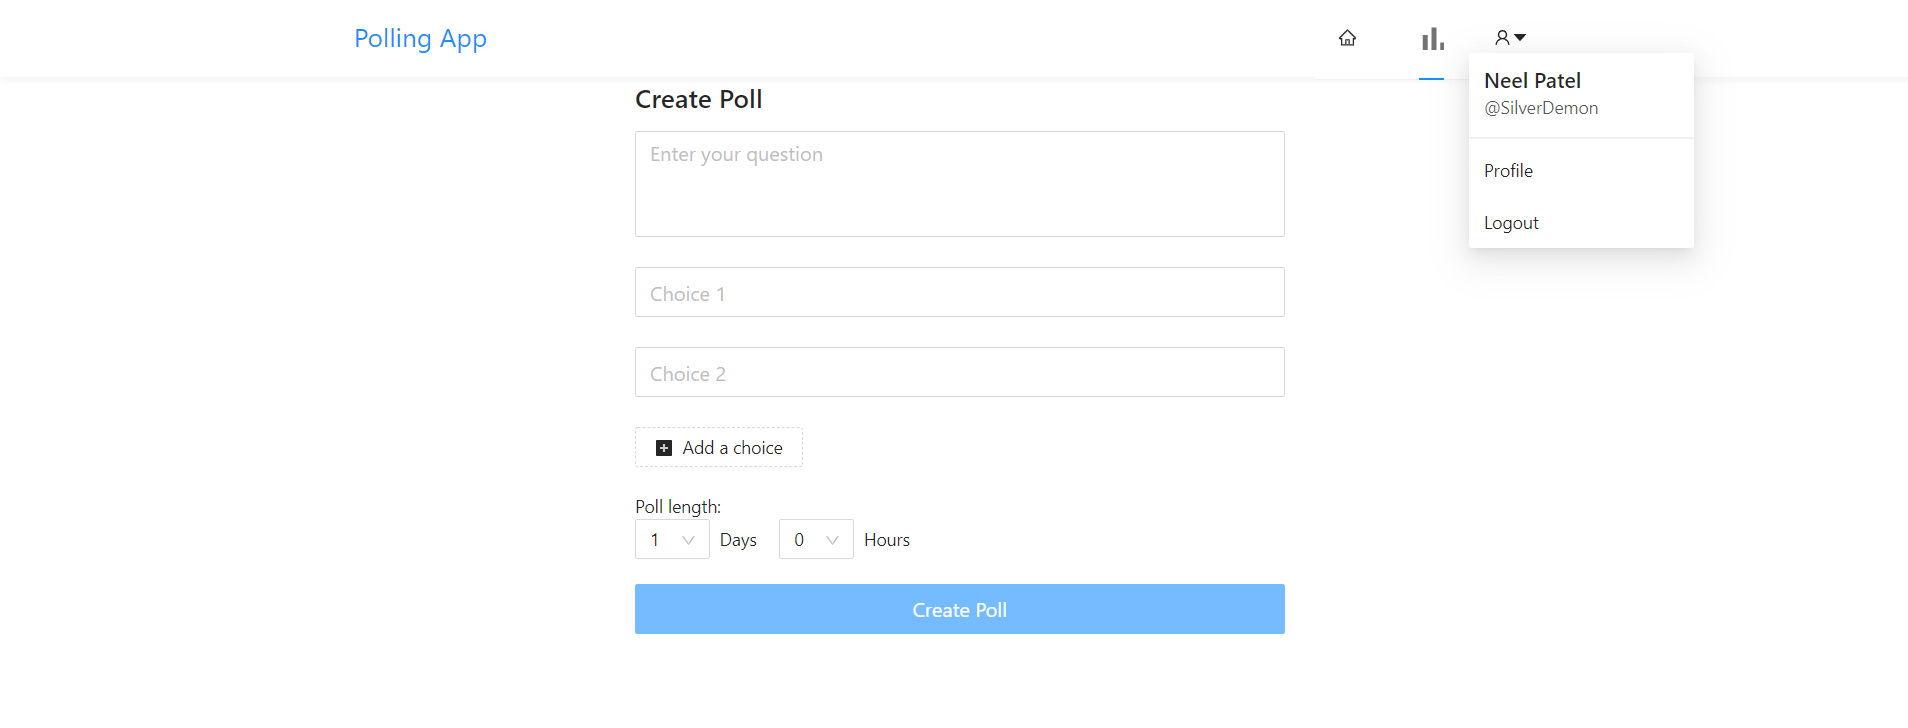 Polling App
Neel Patel
@SilverDemon
Profile
Logout
Create Poll
Enter your question
Choice 1
Choice 2
Add a choice
Poll length:
1 Days 0 Hours
Create Poll